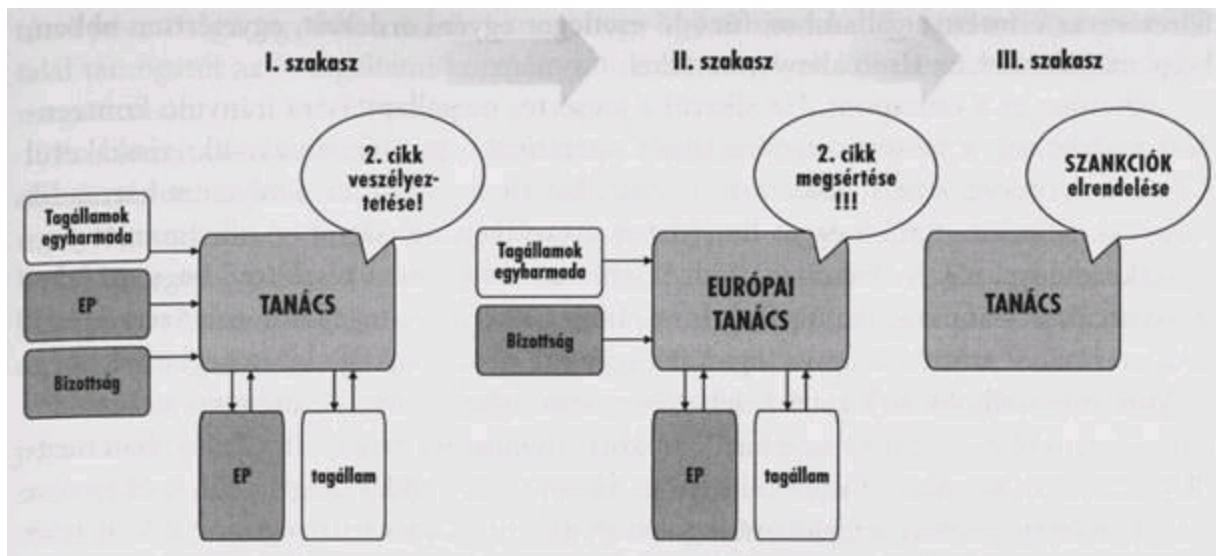 I. szakasz
II. szakasz
III. szakasz
2. cikk
veszélyez-
tetése!
2. cikk
megsértése
!!!
SZANKCIÓK
elrendelése
Tagállamok
egyharmada
EP
Bizottság
TANÁCS
EP
tagállam
Tagállamok
egyharmada
Bizottság
EURÓPAI
TANÁCS
EP
tagállam
TANÁCS